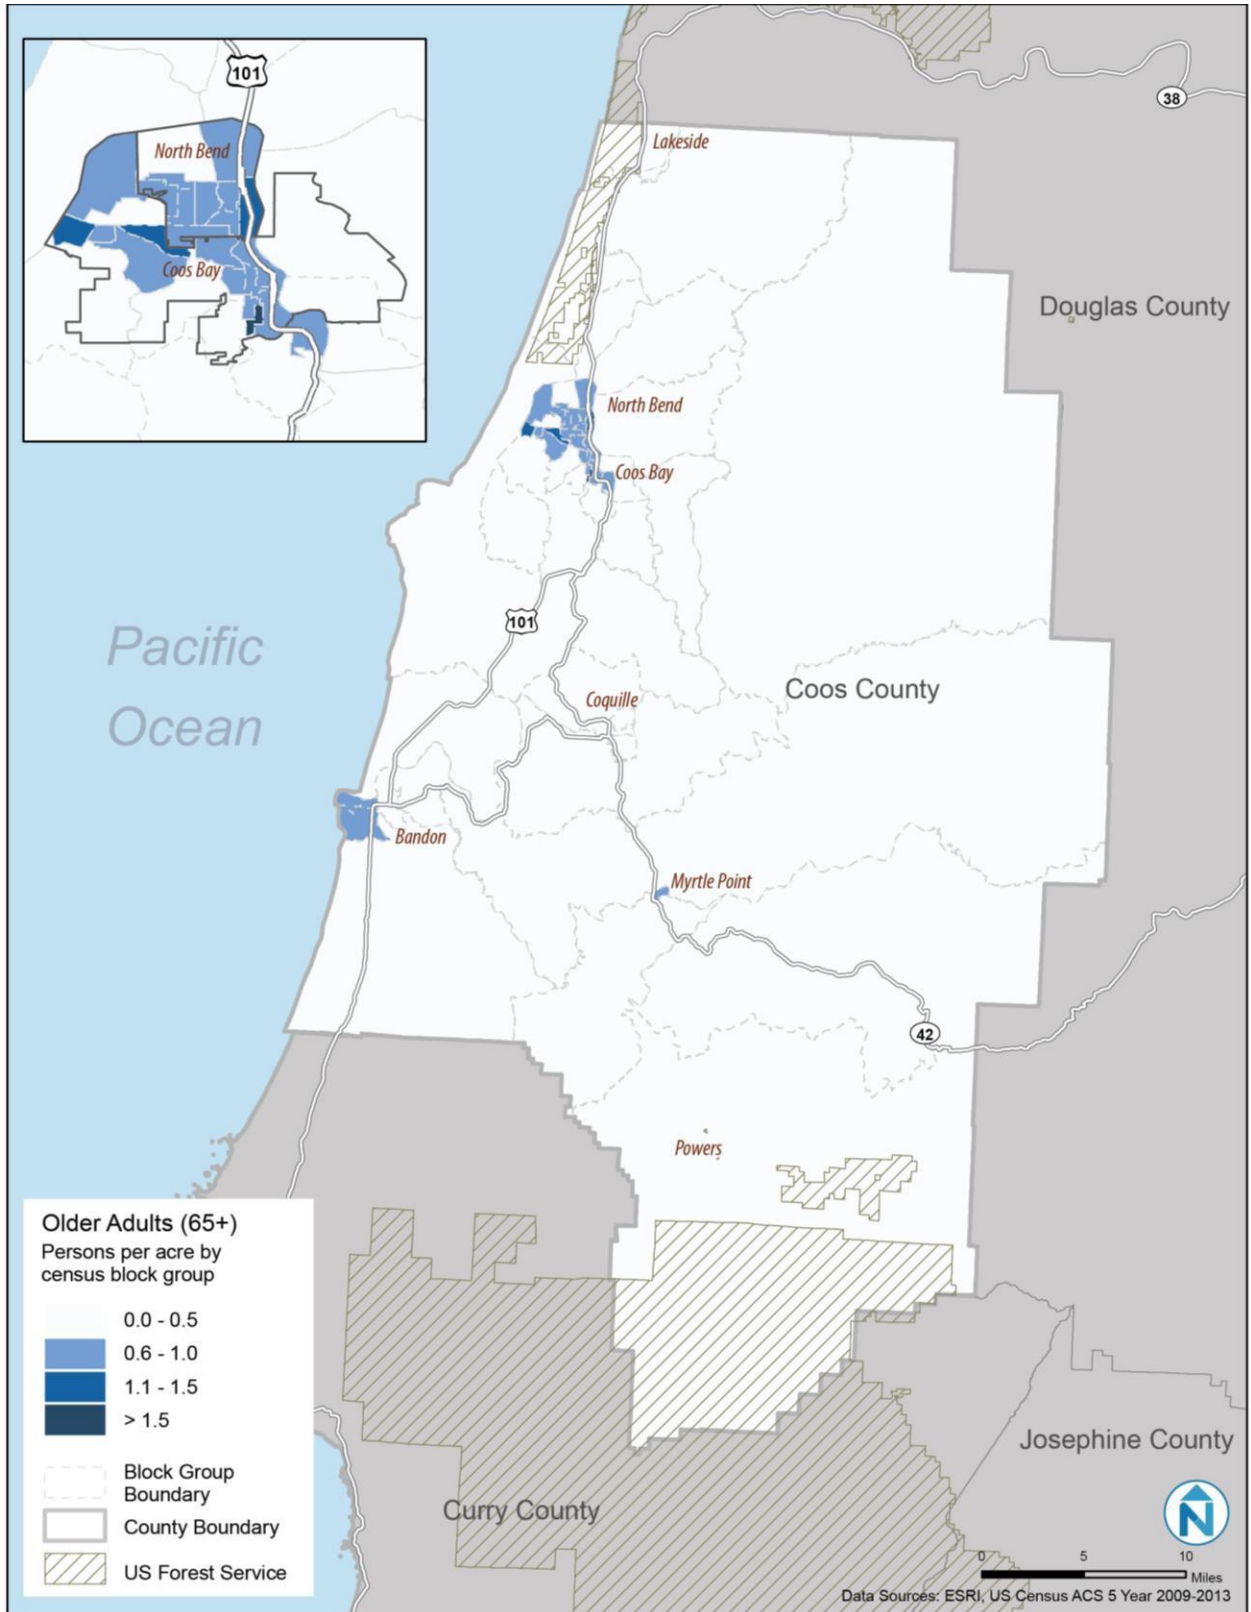 101
North Bend
Coos Bay
38
Lakeside
Douglas County
North Bend
Coos Bay
101
Pacific
Ocean
Coquille
Coos County
Bandon
Myrtle Point
42
Powers
Older Adults (65+)
Persons per acre by
census block group
0.0 - 0.5
0.6 - 1.0
1.1 - 1.5
> 1.5
Block Group
Boundary
County Boundary
US Forest Service
Josephine County
Curry County
N
0 5 10
Miles
Data Sources: ESRI, US Census ACS 5 Year 2009-2013